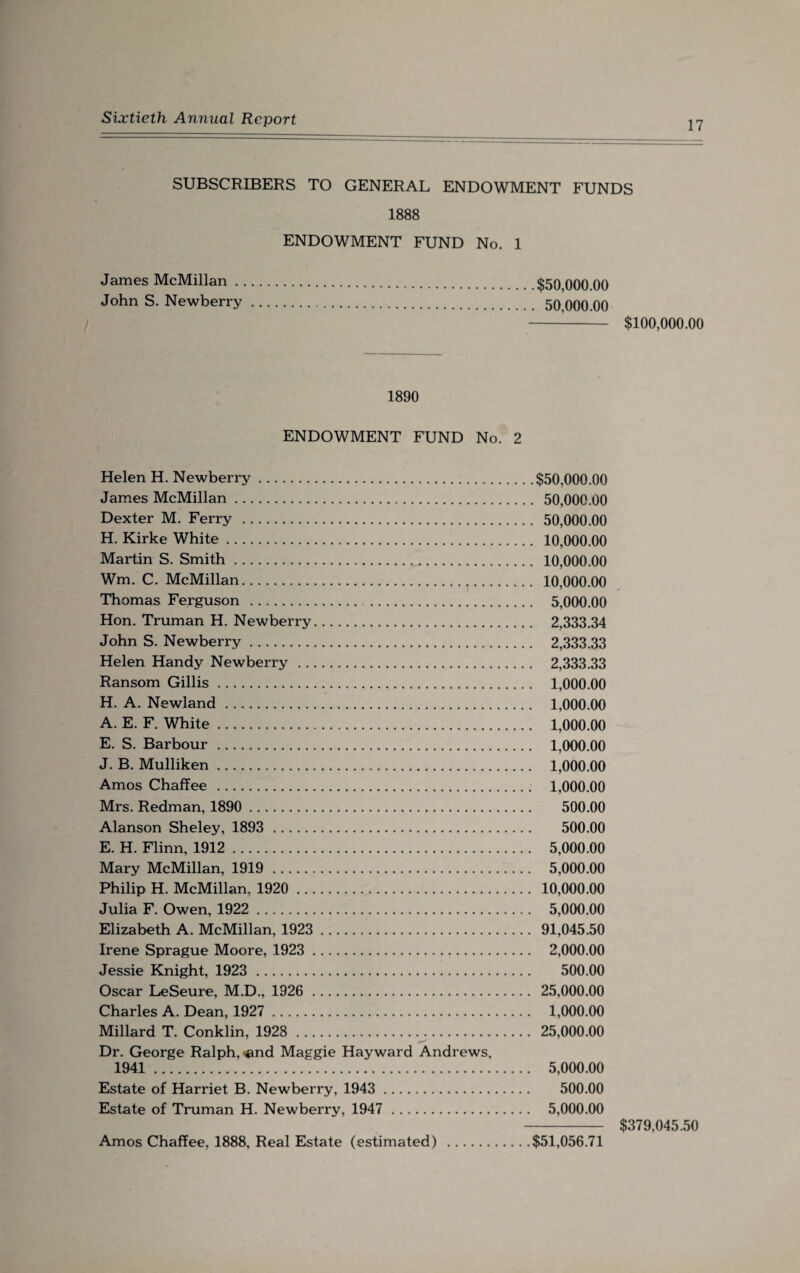 Sixtieth Annual Report 17
SUBSCRIBERS TO GENERAL ENDOWMENT FUNDS
1888
ENDOWMENT FUND No. 1
James McMillan ........ $50,000.00
John S. Newberry ........ 50,000.00
$100,000.00
1890
ENDOWMENT FUND No. 2
Helen H. Newberry ........ $50,000.00
James McMillan ........ 50,000.00
Dexter M. Ferry ........ 50,000.00
H. Kirke White ........ 10,000.00
Martin S. Smith ........ 10,000.00
Wm. C. McMillan ........ 10,000.00
Thomas Ferguson ........ 5,000.00
Hon. Truman H. Newberry ........ 2,333.34
John S. Newberry ........ 2,333.33
Helen Handy Newberry ........ 2,333.33
Ransom Gillis ........ 1,000.00
H. A. Newland ........ 1,000.00
A. E. F. White ........ 1,000.00
E. S. Barbour ........ 1,000.00
J. B. Mulliken ........ 1,000.00
Amos Chaffee ........ 1,000.00
Mrs. Redman, 1890 ........ 500.00
Alanson Sheley, 1893 ........ 500.00
E. H. Flinn, 1912 ........ 5,000.00
Mary McMillan, 1919 ........ 5,000.00
Philip H. McMillan, 1920 ........ 10,000.00
Julia F. Owen, 1922 ........ 5,000.00
Elizabeth A. McMillan, 1923 ........ 91,045.50
Irene Sprague Moore, 1923 ........ 2,000.00
Jessie Knight, 1923 ........ 500.00
Oscar LeSeure, M.D., 1926 ........ 25,000.00
Charles A. Dean, 1927 ........ 1,000.00
Millard T. Conklin, 1928 ........ 25,000.00
Dr. George Ralph, and Maggie Hayward Andrews,
1941 ........ 5,000.00
Estate of Harriet B. Newberry, 1943 ........ 500.00
Estate of Truman H. Newberry, 1947 ........ 5,000.00
$379,045.50
Amos Chaffee, 1888, Real Estate (estimated) ........ $51,056.71